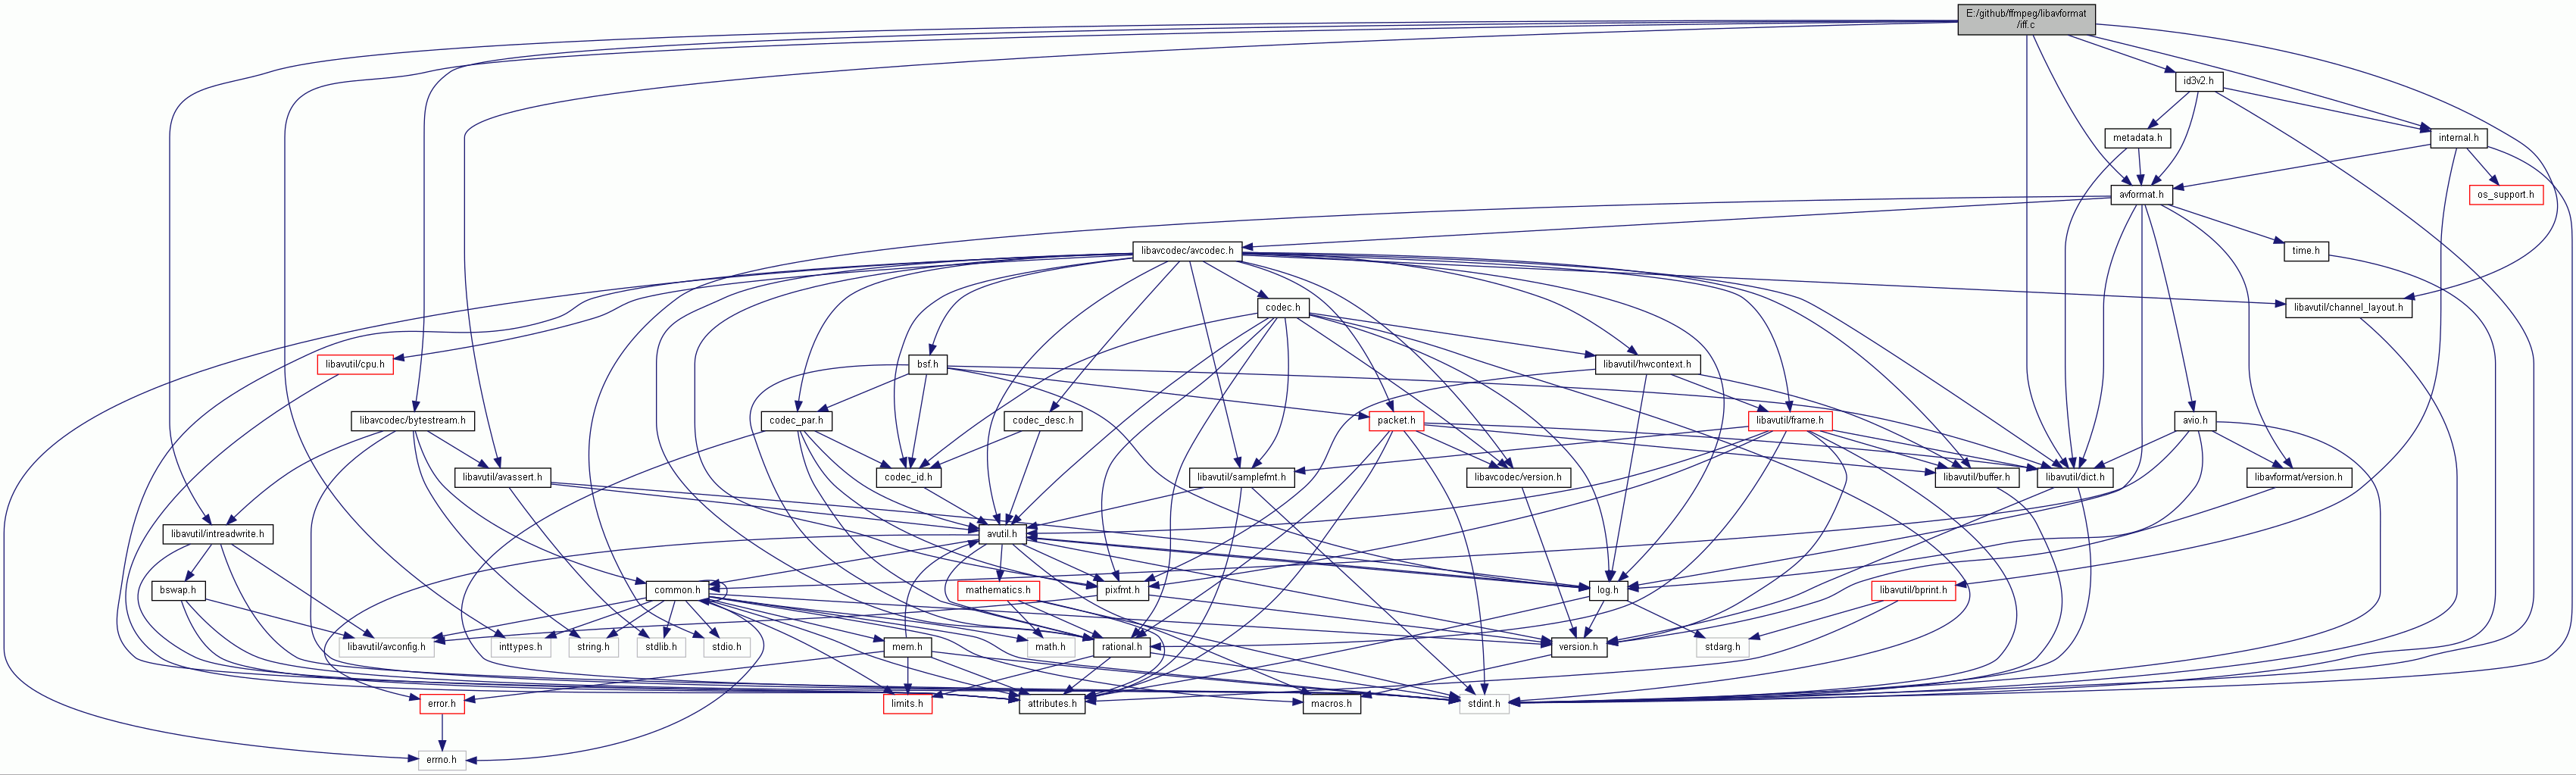 E:/github/ffmpeg/libavformat
/iff.c
id3v2.h
metadata.h
internal.h
avformat.h
os_support.h
libavcodec/avcodec.h
time.h
codec.h
libavutil/channel_layout.h
libavutil/cpu.h
bsf.h
libavutil/hwcontext.h
libavcodec/bytestream.h
codec_par.h
codec_desc.h
packet.h
libavutil/frame.h
avio.h
libavutil/avassert.h
codec_id.h
libavutil/samplefmt.h
libavcodec/version.h
libavutil/buffer.h
libavutil/dict.h
libavformat/version.h
libavutil/intreadwrite.h
avutil.h
bswap.h
common.h
mathematics.h
pixfmt.h
log.h
libavutil/bprint.h
libavutil/avconfig.h
inttypes.h
string.h
stdlib.h
stdio.h
mem.h
math.h
rational.h
version.h
stdarg.h
error.h
limits.h
attributes.h
macros.h
stdint.h
errno.h